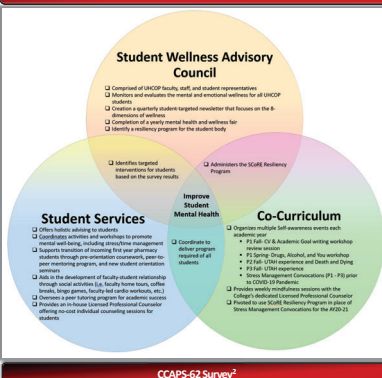 Student Wellness Advisory
Council
❑ Comprised of UHCOP faculty, staff, and student representatives
❑ Monitors and evaluates the mental and emotional wellness for all UHCOP
students
❑ Creation a quarterly student-targeted newsletter that focuses on the 8-
dimensions of wellness
❑ Completion of a yearly mental health and wellness fair
❑ Identify a resiliency program for the student body
❑ Identifies targeted
interventions for students
based on the survey results
❑ Administers the SCoRE Resiliency
Program
Improve
Student
Mental Health
Student Services
❑ Offers holistic advising to students
❑ Coordinates activities and workshops to promote
mental well-being, including stress/time management
❑ Supports transition of incoming first year pharmacy
students through pre-orientation coursework, peer-to-
peer mentoring program, and new student orientation
seminars
❑ Aids in the development of faculty-student relationship
through social activities (i.e, faculty home tours, coffee
breaks, bingo games, faculty-led cardio workouts, etc.)
❑ Oversees a peer tutoring program for academic success
❑ Provides an in-house Licensed Professional Counselor
offering no-cost individual counseling sessions for
students
❑ Coordinate to
deliver program
required of all
students
Co-Curriculum
❑ Organizes multiple Self-awareness events each
academic year
▪ P1 Fall- CV & Academic Goal writing workshop
review session
▪ P1 Spring- Drugs, Alcohol, and You workshop
▪ P2 Fall- UTAH experience and Death and Dying
▪ P3 Fall- UTAH experience
▪ Stress Management Convocations (P1 - P3) prior
to COVID-19 Pandemic
❑ Provides weekly mindfulness sessions with the
College's dedicated Licensed Professional Counselor
❑ Pivoted to use SCoRE Resiliency Program in place of
Stress Management Convocations for the AY20-21
CCAPS-62 Survey²